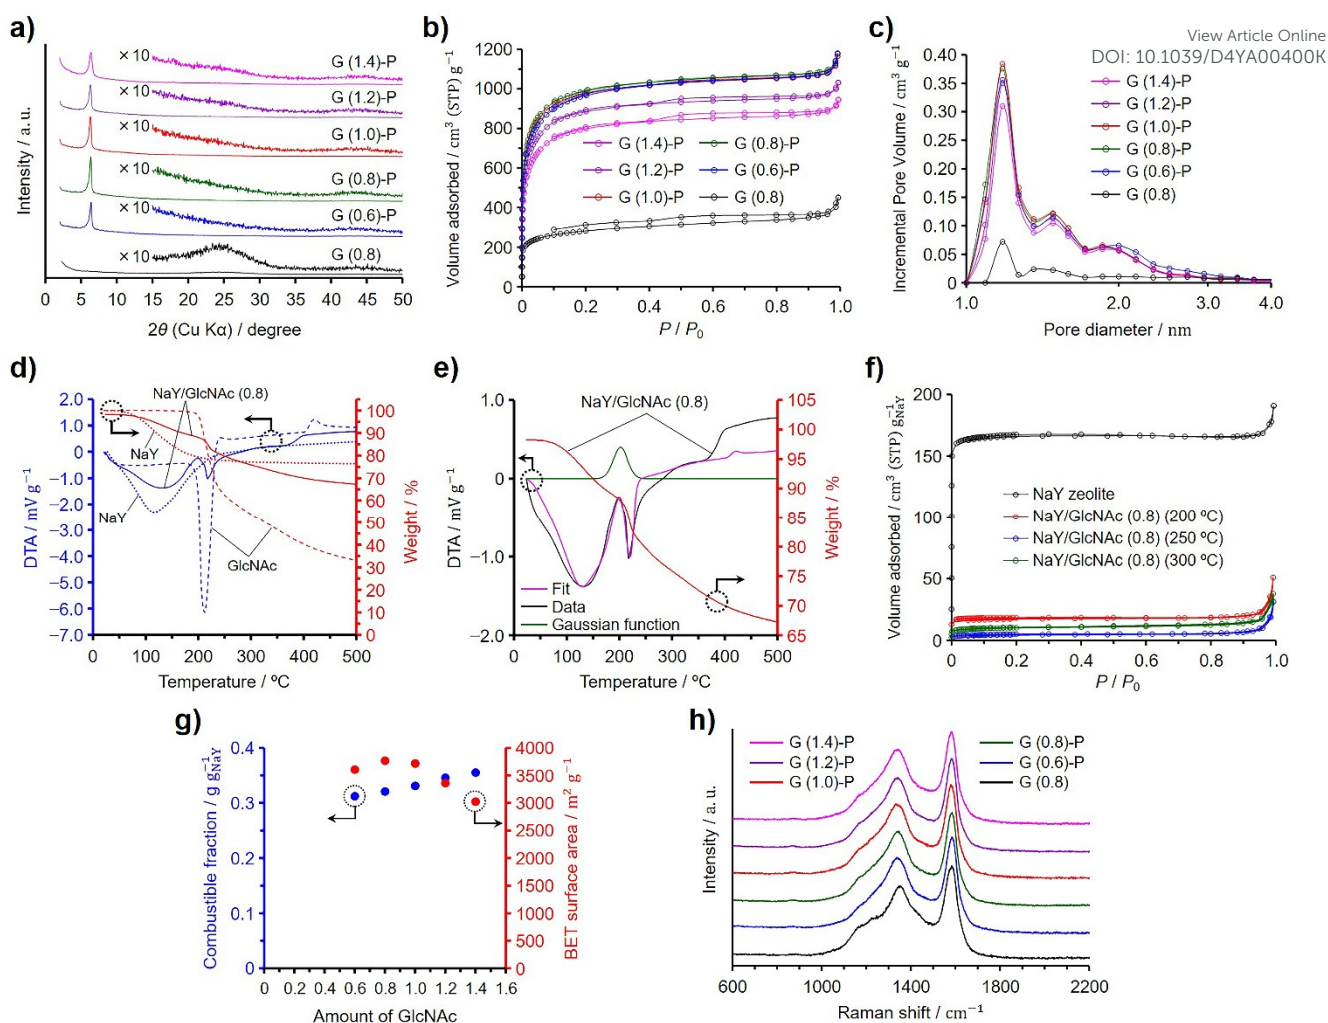 View Article Online
DOI: 10.1039/D4YA00400K
a)
Intensity / a.u.
× 10 G (1.4)-P
× 10 G (1.2)-P
× 10 G (1.0)-P
× 10 G (0.8)-P
× 10 G (0.6)-P
× 10 G (0.8)
0 5 10 15 20 25 30 35 40 45 50
2θ (Cu Kα) / degree
b)
Volume adsorbed / cm³ (STP) g⁻¹
1200
1000
800
600
400
200
0
G (1.4)-P G (0.8)-P
G (1.2)-P G (0.6)-P
G (1.0)-P G (0.8)
0 0.2 0.4 0.6 0.8 1.0
P / P₀
c)
Incremental Pore Volume / cm³ g⁻¹
0.40
0.35
0.30
0.25
0.20
0.15
0.10
0.05
0
G (1.4)-P
G (1.2)-P
G (1.0)-P
G (0.8)-P
G (0.6)-P
G (0.8)
1.0 2.0 3.0 4.0
Pore diameter / nm
d)
DTA / mV g⁻¹
2.0
1.0
0
−1.0
−2.0
−3.0
−4.0
−5.0
−6.0
−7.0
NaY/GlcNAc (0.8)
NaY
NaY
GlcNAc
100
90
80
70
60
50
40
30
20
10
0
Weight / %
0 100 200 300 400 500
Temperature / ºC
e)
DTA / mV g⁻¹
1.0
0
−1.0
−2.0
NaY/GlcNAc (0.8)
Fit
Data
Gaussian function
105
100
95
90
85
80
75
70
65
Weight / %
0 100 200 300 400 500
Temperature / ºC
f)
Volume adsorbed / cm³ (STP) g⁻¹NaY
200
150
100
50
0
NaY zeolite
NaY/GlcNAc (0.8) (200 ºC)
NaY/GlcNAc (0.8) (250 ºC)
NaY/GlcNAc (0.8) (300 ºC)
0 0.2 0.4 0.6 0.8 1.0
P / P₀
g)
Combustible fraction / g g⁻¹NaY
0.4
0.3
0.2
0.1
0
4000
3500
3000
2500
2000
1500
1000
500
0
BET surface area / m² g⁻¹
0 0.2 0.4 0.6 0.8 1.0 1.2 1.4 1.6
Amount of GlcNAc
h)
Intensity / a.u.
G (1.4)-P G (0.8)-P
G (1.2)-P G (0.6)-P
G (1.0)-P G (0.8)
600 1000 1400 1800 2200
Raman shift / cm⁻¹